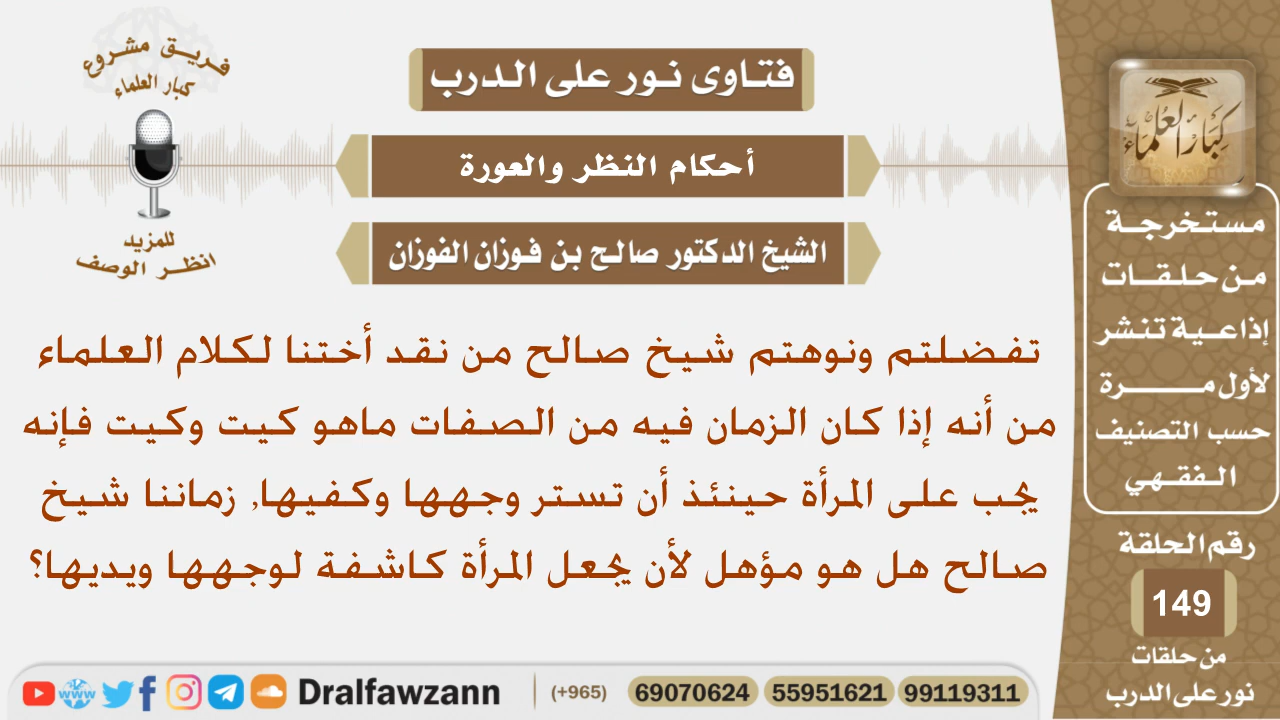 فريق مشروع
كبار العلماء
للمزيد
انظر الوصف
فتاوى نور على الدرب
أحكام النظر والعورة
الشيخ الدكتور صالح بن فوزان الفوزان
تفضلتم ونوهتم شيخ صالح من نقد أختنا لكلام العلماء
من أنه إذا كان الزمان فيه من الصفات ماهو كيت وكيت فإنه
يجب على المرأة حينئذ أن تستر وجهها وكفيها, زماننا شيخ
صالح هل هو مؤهل لأن يجعل المرأة كاشفة لوجهها ويديها؟
كبار العلماء
مستخرجة
من حلقات
إذاعية تنشر
لأول مرة
حسب التصنيف
الفقهي
رقم الحلقة
149
من حلقات
نور على الدرب
www
Dralfawzann
(+965)
69070624
55951621
99119311